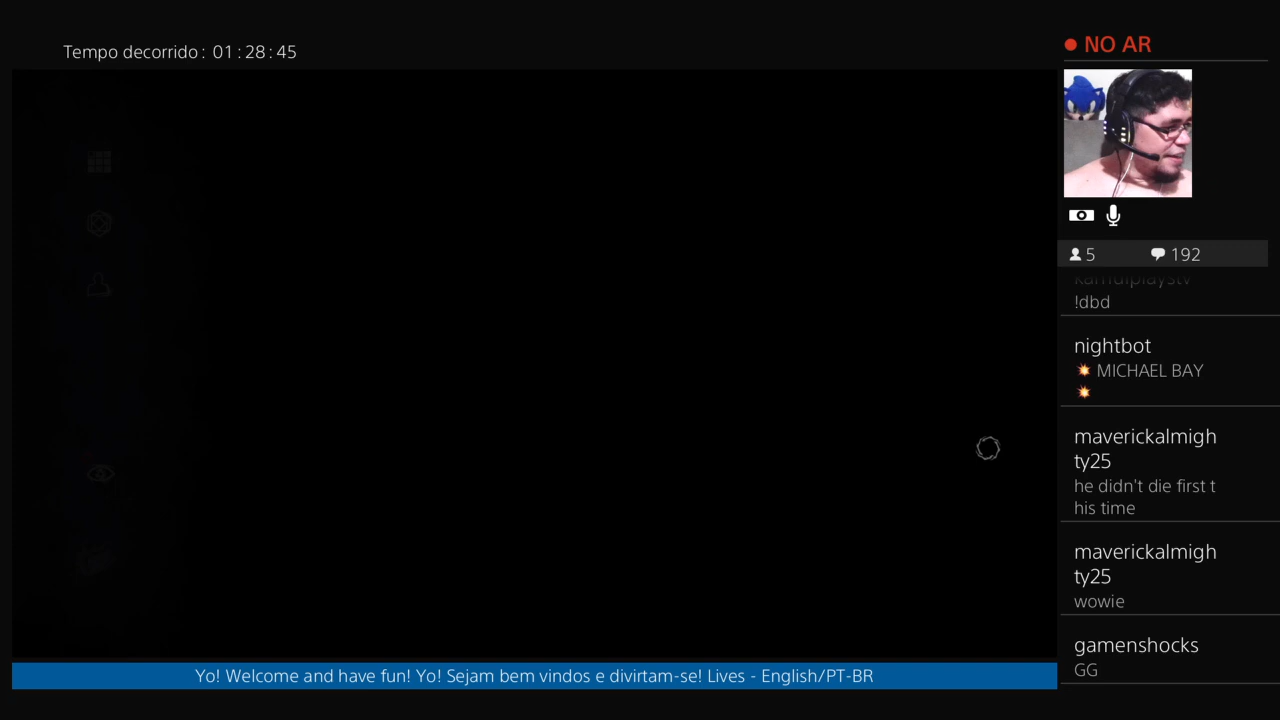 Tempo decorrido: 01:28:45
NO AR
5 192
kamuiplaystv
!dbd
nightbot
💥 MICHAEL BAY
💥
maverickalmigh
ty25
he didn't die first t
his time
maverickalmigh
ty25
wowie
gamenshocks
GG
Yo! Welcome and have fun! Yo! Sejam bem vindos e divirtam-se! Lives - English/PT-BR